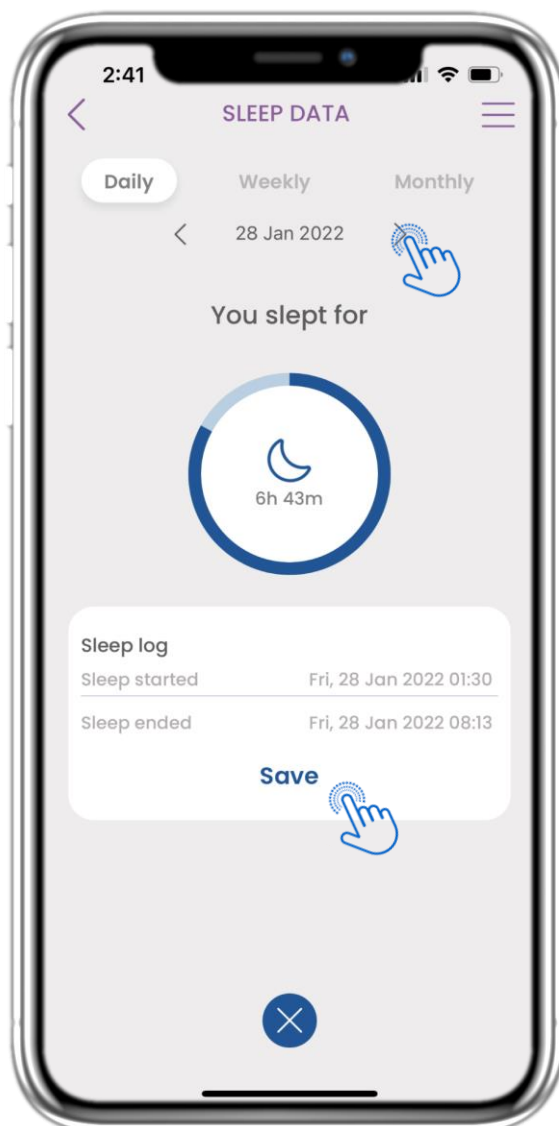 2:41
SLEEP DATA
Daily Weekly Monthly
28 Jan 2022
You slept for
6h 43m
Sleep log
Sleep started Fri, 28 Jan 2022 01:30
Sleep ended Fri, 28 Jan 2022 08:13
Save